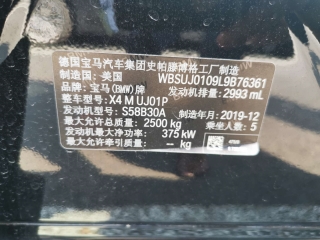 德国宝马汽车集团史帕滕博格工厂制造
制造国：美国 WBSUJ0109L9B76361
品牌：宝马(BMW)牌 发动机排量：2993 mL
整车型号：X4 M UJ01P
发动机型号：S58B30A 制造年月：2019-12
最大允许总质量：2500 kg 乘坐人数：5
发动机最大净功率：375 kW
最大允许牵引质量：-- kg